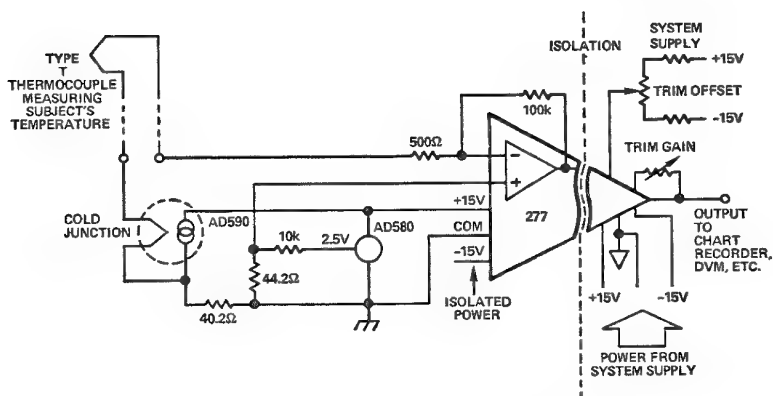 TYPE
T
THERMOCOUPLE
MEASURING
SUBJECT'S
TEMPERATURE
ISOLATION
SYSTEM
SUPPLY
+15V
TRIM OFFSET
-15V
100k
500Ω
TRIM GAIN
-
+
+15V
COM
-15V
277
COLD
JUNCTION
AD590
10k
2.5V
AD580
44.2Ω
40.2Ω
ISOLATED
POWER
OUTPUT
TO
CHART
RECORDER,
DVM, ETC.
+15V
-15V
POWER FROM
SYSTEM SUPPLY